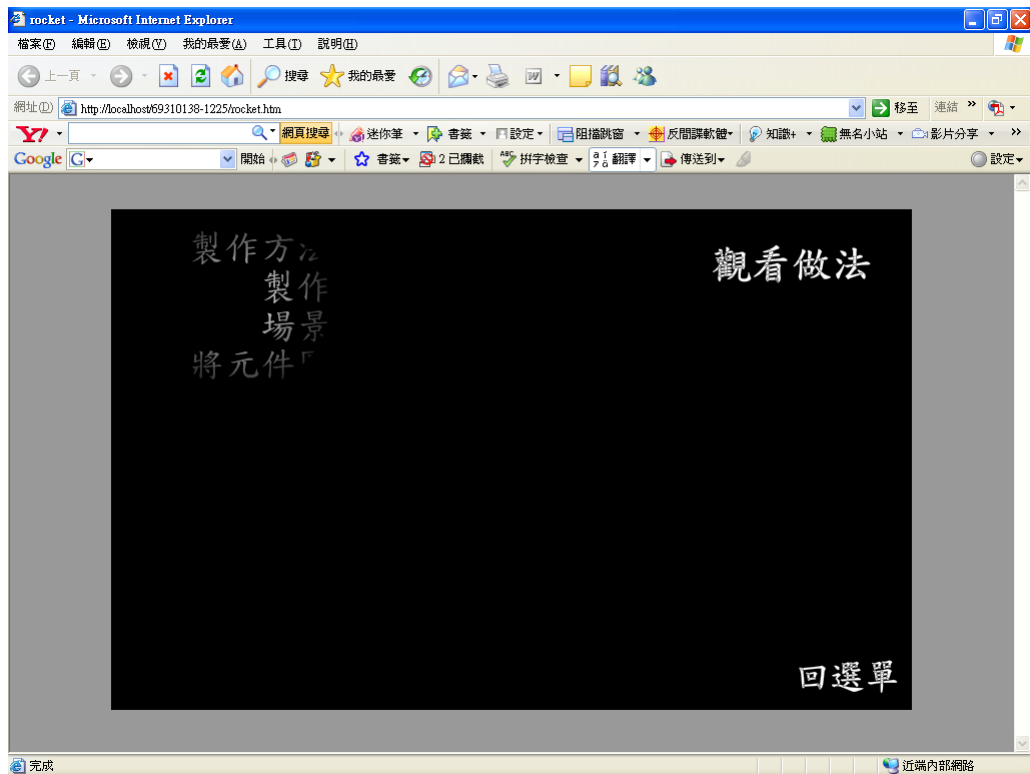 rocket - Microsoft Internet Explorer
檔案(F) 編輯(E) 檢視(V) 我的最愛(A) 工具(T) 說明(H)
上一頁 搜尋 我的最愛
網址(D) http://localhost/69310138-1225/rocket.htm 移至 連結 »
Y7 網頁搜尋 迷你筆 書籤 設定 阻擋跳窗 反間諜軟體 知識+ 無名小站 影片分享 »
Google G 開始 書籤 2 已攔截 ABC 拼字檢查 翻譯 傳送到 設定
製作方法
觀看做法
製作
場景
將元件
回選單
完成 近端內部網路